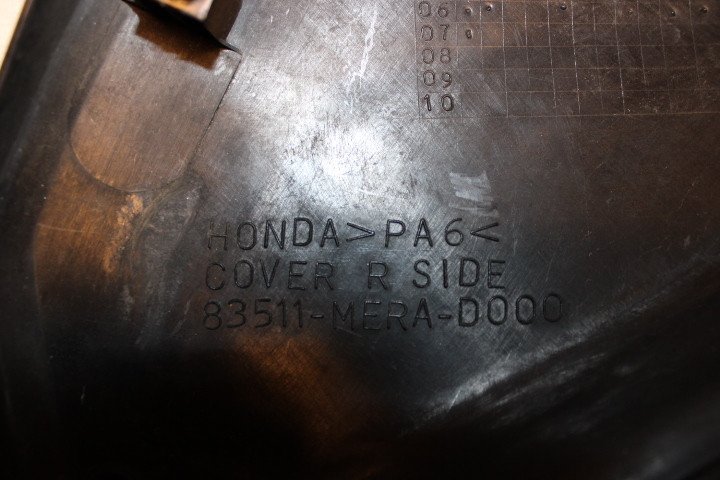 06
07
08
09
10
HONDA>PA6<
COVER R SIDE
83511-MERA-D000